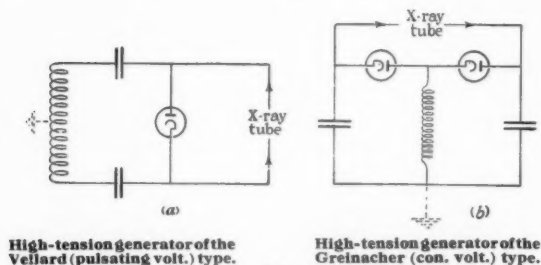 X-ray
tube
(a)
High-tension generator of the
Vellard (pulsating volt.) type.
X-ray
tube
(b)
High-tension generator of the
Greinacher (con. volt.) type.